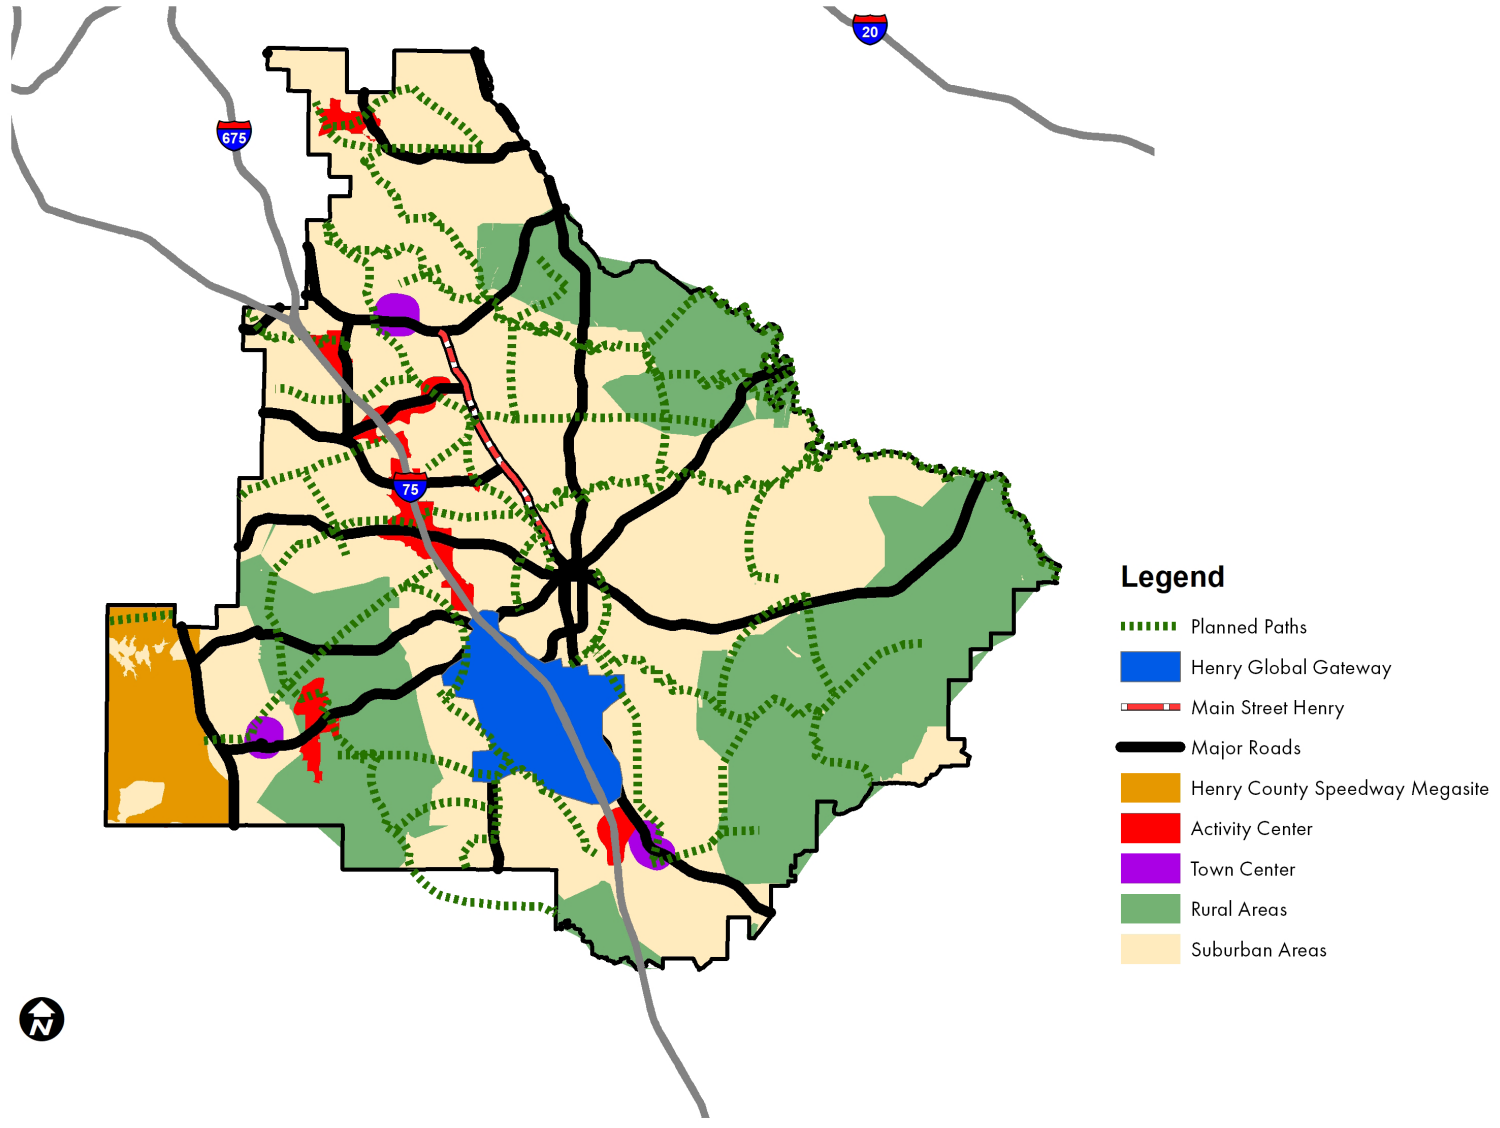 20
675
75
Legend
Planned Paths
Henry Global Gateway
Main Street Henry
Major Roads
Henry County Speedway Megasite
Activity Center
Town Center
Rural Areas
Suburban Areas
N